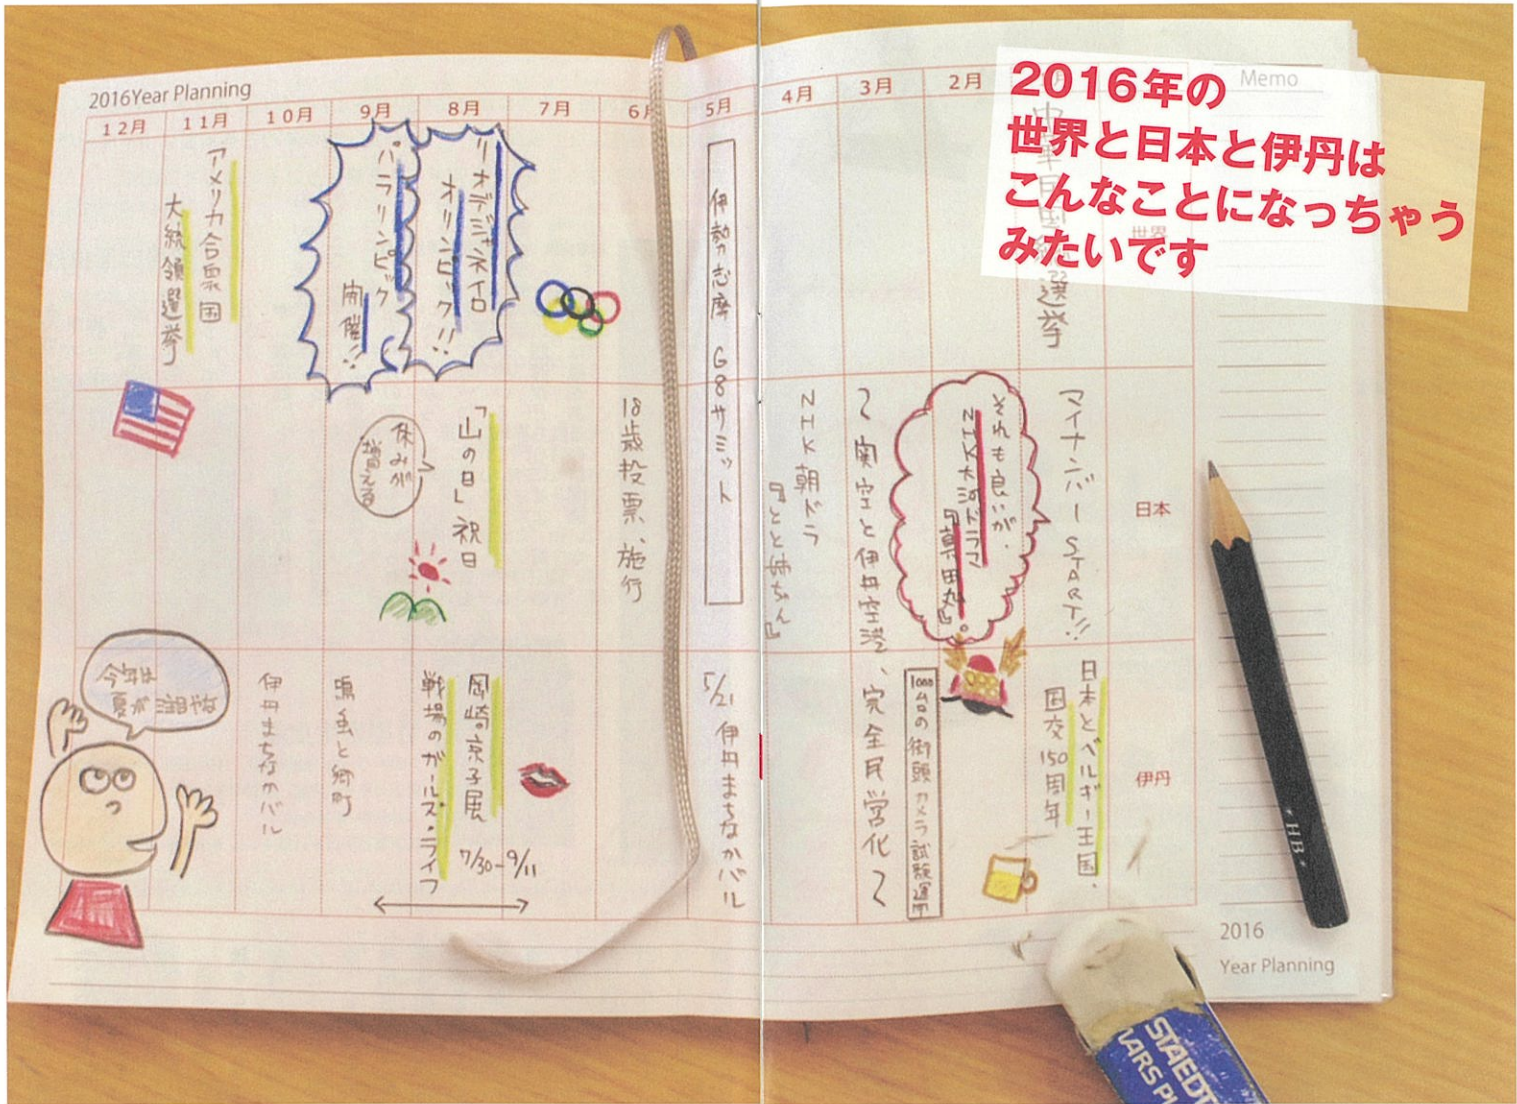 2016年の
世界と日本と伊丹は
こんなことになっちゃう
みたいです
Memo
2016Year Planning
2月
3月
4月
5月
6月
7月
8月
9月
10月
11月
12月
世界
中華民国総選挙
伊勢志摩 G8サミット
リオデジャネイロ
オリンピック!!
パラリンピック
開催!!
アメリカ合衆国
大統領選挙
日本
マイナンバーSTART!!
それも良いが、
NHK大河ドラマ
『真田丸』。
〜関空と伊丹空港、完全民営化〜
NHK朝ドラ
『とと姉ちゃん』
18歳投票、施行
「山の日」祝日
休みが
増える
伊丹
日本とベルギー王国、
国交150周年
1000台の街頭カメラ試験運用
5/21 伊丹まちなかバル
岡崎京子展
戦場のガールズ・ライフ
7/30-9/11
鳴虫と郷町
伊丹まちなかバル
今年も
HB
STAEDT
MARS PL
2016
Year Planning